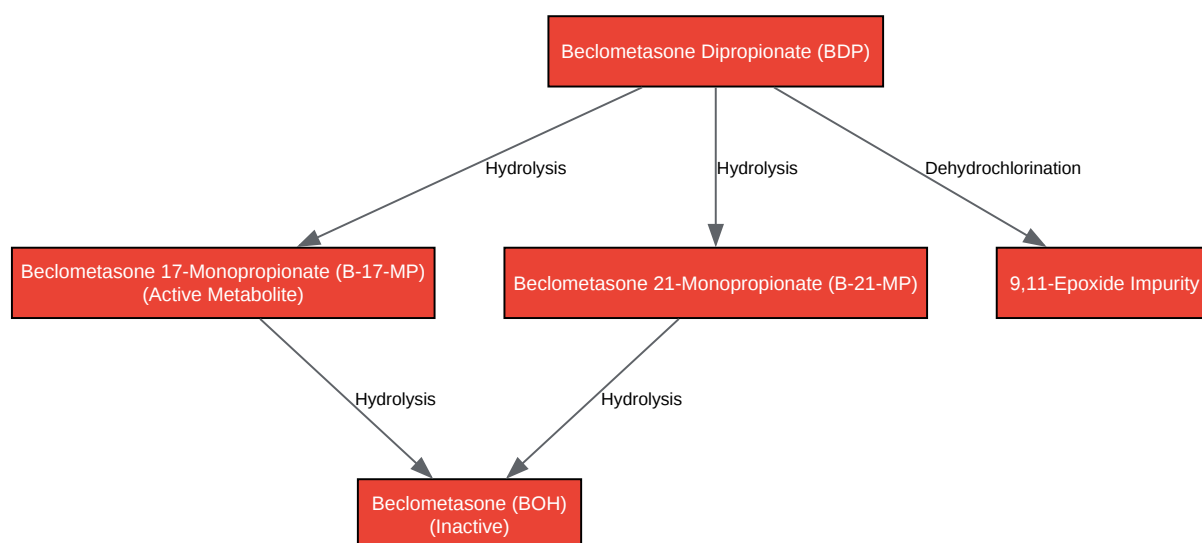 Beclometasone Dipropionate (BDP)
Hydrolysis
Hydrolysis
Dehydrochlorination
Beclometasone 17-Monopropionate (B-17-MP)
(Active Metabolite)
Beclometasone 21-Monopropionate (B-21-MP)
9,11-Epoxide Impurity
Hydrolysis
Hydrolysis
Beclometasone (BOH)
(Inactive)